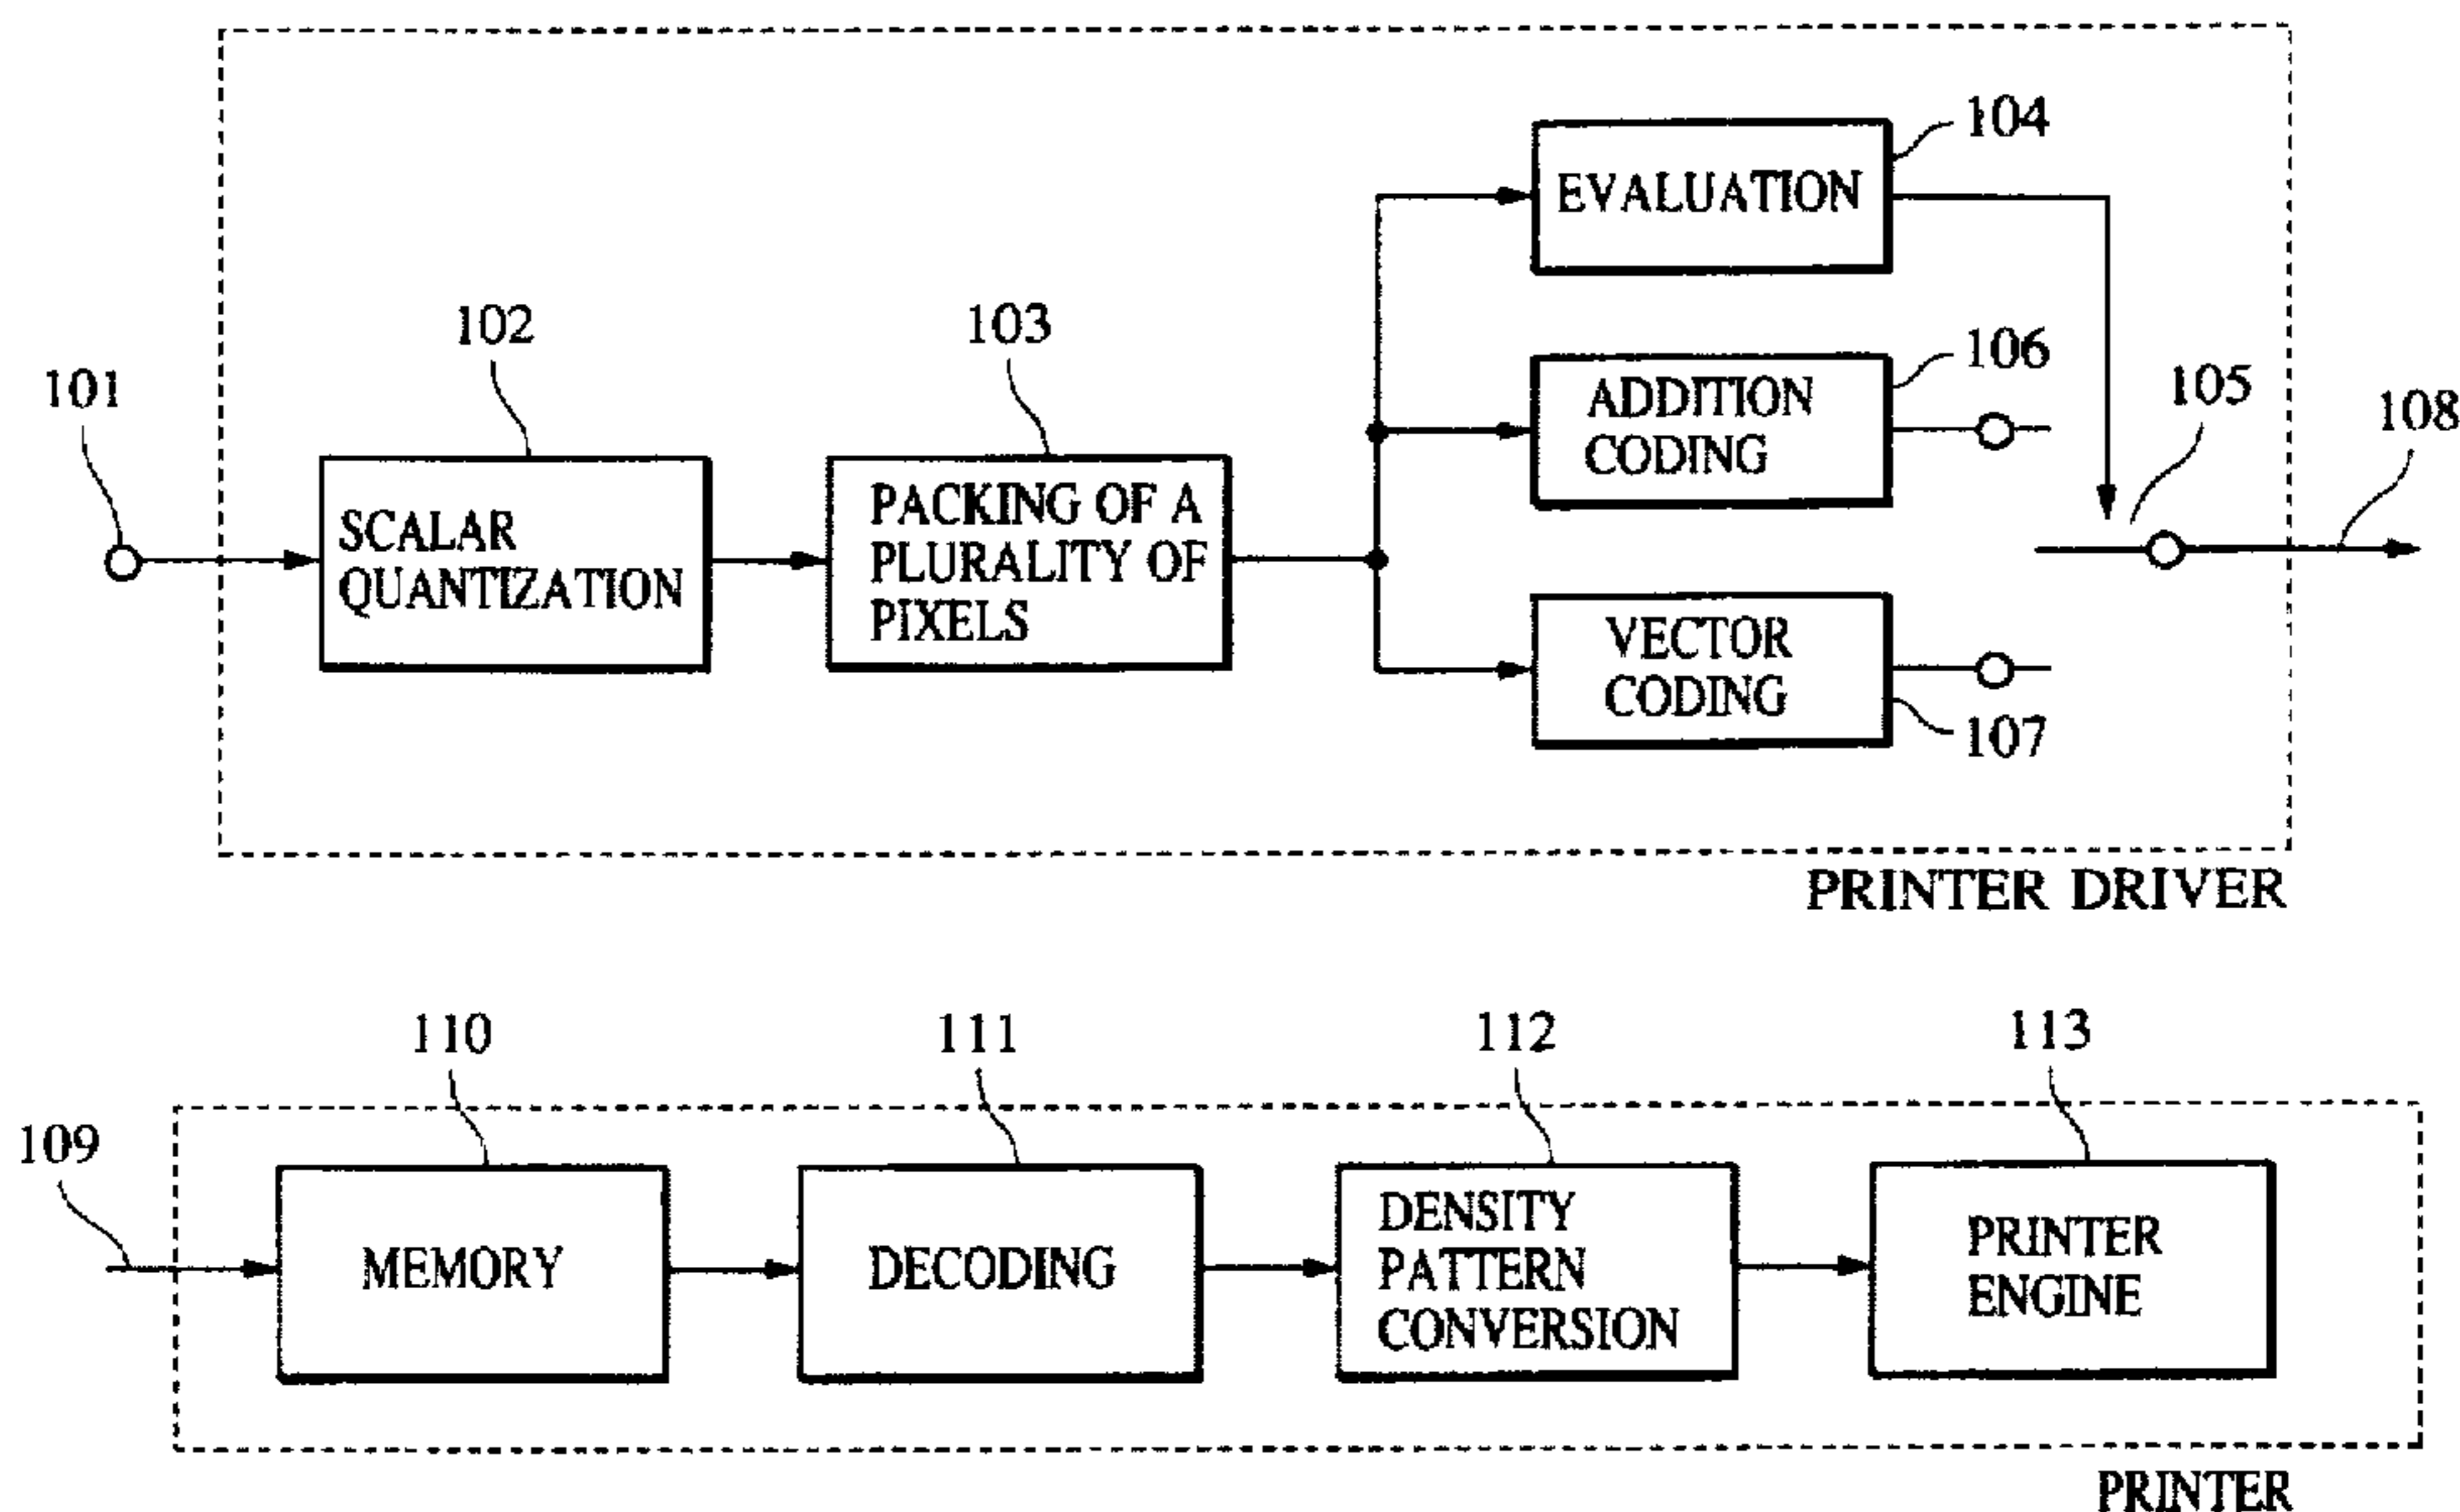 104
EVALUATION
102
103
106
101
ADDITION
CODING
105
108
SCALAR
QUANTIZATION
PACKING OF A
PLURALITY OF
PIXELS
VECTOR
CODING
107
PRINTER DRIVER
110
111
112
113
109
MEMORY
DECODING
DENSITY
PATTERN
CONVERSION
PRINTER
ENGINE
PRINTER